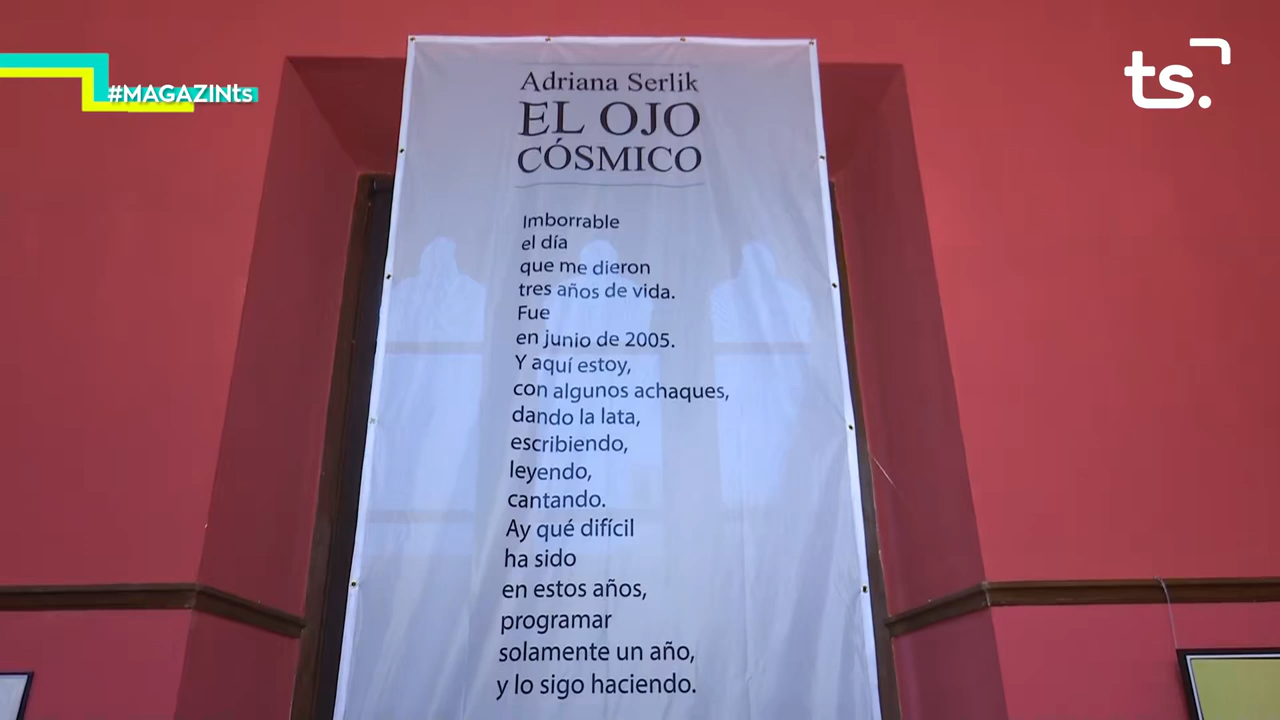 #MAGAZINts
ts.
Adriana Serlik
EL OJO
CÓSMICO
Imborrable
el día
que me dieron
tres años de vida.
Fue
en junio de 2005.
Y aquí estoy,
con algunos achaques,
dando la lata,
escribiendo,
leyendo,
cantando.
Ay qué difícil
ha sido
en estos años,
programar
solamente un año,
y lo sigo haciendo.